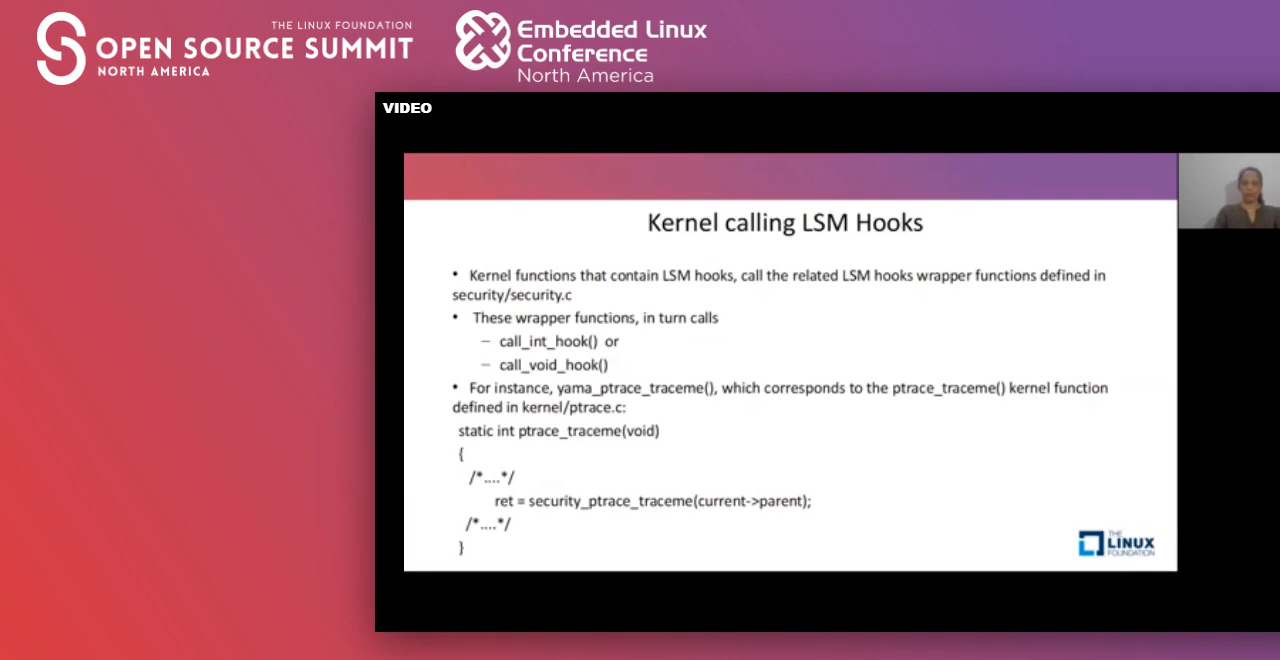 THE LINUX FOUNDATION
OPEN SOURCE SUMMIT
NORTH AMERICA
Embedded Linux
Conference
North America
VIDEO
Kernel calling LSM Hooks
• Kernel functions that contain LSM hooks, call the related LSM hooks wrapper functions defined in
security/security.c
• These wrapper functions, in turn calls
– call_int_hook() or
– call_void_hook()
• For instance, yama_ptrace_traceme(), which corresponds to the ptrace_traceme() kernel function
defined in kernel/ptrace.c:
static int ptrace_traceme(void)
{
/*....*/
ret = security_ptrace_traceme(current->parent);
/*....*/
}
THE
LINUX
FOUNDATION